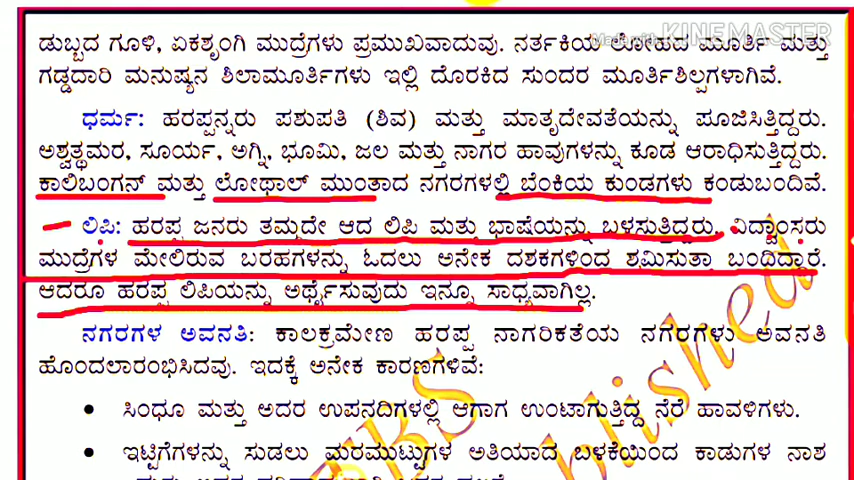 Made with KINEMASTER
ಡುಬ್ಬದ ಗೂಳಿ, ಏಕಶೃಂಗಿ ಮುದ್ರೆಗಳು ಪ್ರಮುಖವಾದುವು. ನರ್ತಕಿಯ ಲೋಹದ ಮೂರ್ತಿ ಮತ್ತು
ಗಡ್ಡದಾರಿ ಮನುಷ್ಯನ ಶಿಲಾಮೂರ್ತಿಗಳು ಇಲ್ಲಿ ದೊರಕಿದ ಸುಂದರ ಮೂರ್ತಿಶಿಲ್ಪಗಳಾಗಿವೆ.
ಧರ್ಮ: ಹರಪ್ಪನ್ನರು ಪಶುಪತಿ (ಶಿವ) ಮತ್ತು ಮಾತೃದೇವತೆಯನ್ನು ಪೂಜಿಸಿತ್ತಿದ್ದರು.
ಅಶ್ವತ್ಥಮರ, ಸೂರ್ಯ, ಅಗ್ನಿ, ಭೂಮಿ, ಜಲ ಮತ್ತು ನಾಗರ ಹಾವುಗಳನ್ನು ಕೂಡ ಆರಾಧಿಸುತ್ತಿದ್ದರು.
ಕಾಲಿಬಂಗನ್ ಮತ್ತು ಲೋಥಾಲ್ ಮುಂತಾದ ನಗರಗಳಲ್ಲಿ ಬೆಂಕಿಯ ಕುಂಡಗಳು ಕಂಡುಬಂದಿವೆ.
ಲಿಪಿ: ಹರಪ್ಪ ಜನರು ತಮ್ಮದೇ ಆದ ಲಿಪಿ ಮತ್ತು ಭಾಷೆಯನ್ನು ಬಳಸುತ್ತಿದ್ದರು. ವಿದ್ವಾಂಸರು
ಮುದ್ರೆಗಳ ಮೇಲಿರುವ ಬರಹಗಳನ್ನು ಓದಲು ಅನೇಕ ದಶಕಗಳಿಂದ ಶ್ರಮಿಸುತ್ತಾ ಬಂದಿದ್ದಾರೆ.
ಆದರೂ ಹರಪ್ಪ ಲಿಪಿಯನ್ನು ಅರ್ಥೈಸುವುದು ಇನ್ನೂ ಸಾಧ್ಯವಾಗಿಲ್ಲ.
ನಗರಗಳ ಅವನತಿ: ಕಾಲಕ್ರಮೇಣ ಹರಪ್ಪ ನಾಗರಿಕತೆಯ ನಗರಗಳು ಅವನತಿ
ಹೊಂದಲಾರಂಭಿಸಿದವು. ಇದಕ್ಕೆ ಅನೇಕ ಕಾರಣಗಳಿವೆ:
• ಸಿಂಧೂ ಮತ್ತು ಅದರ ಉಪನದಿಗಳಲ್ಲಿ ಆಗಾಗ ಉಂಟಾಗುತ್ತಿದ್ದ ನೆರೆ ಹಾವಳಿಗಳು.
• ಇಟ್ಟಿಗೆಗಳನ್ನು ಸುಡಲು ಮರಮುಟ್ಟುಗಳ ಅತಿಯಾದ ಬಳಕೆಯಿಂದ ಕಾಡುಗಳ ನಾಶ